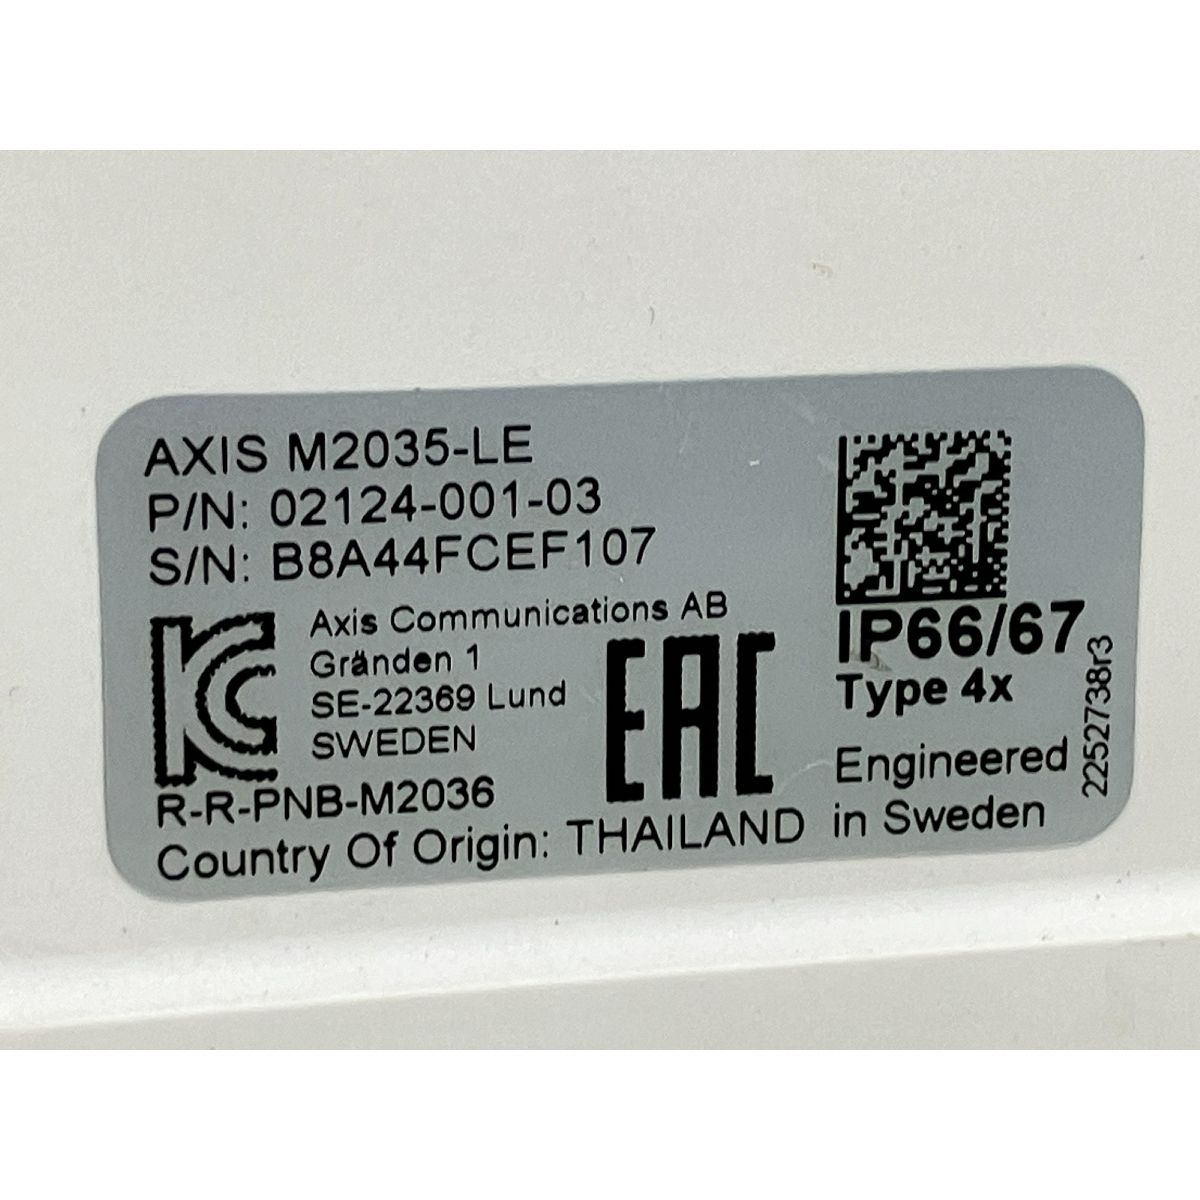 AXIS M2035-LE
P/N: 02124-001-03
S/N: B8A44FCEF107
Axis Communications AB
Gränden 1
SE-22369 Lund
SWEDEN
KC
R-R-PNB-M2036
Country Of Origin: THAILAND
EAC
IP66/67
Type 4x
Engineered
in Sweden
2252738r3